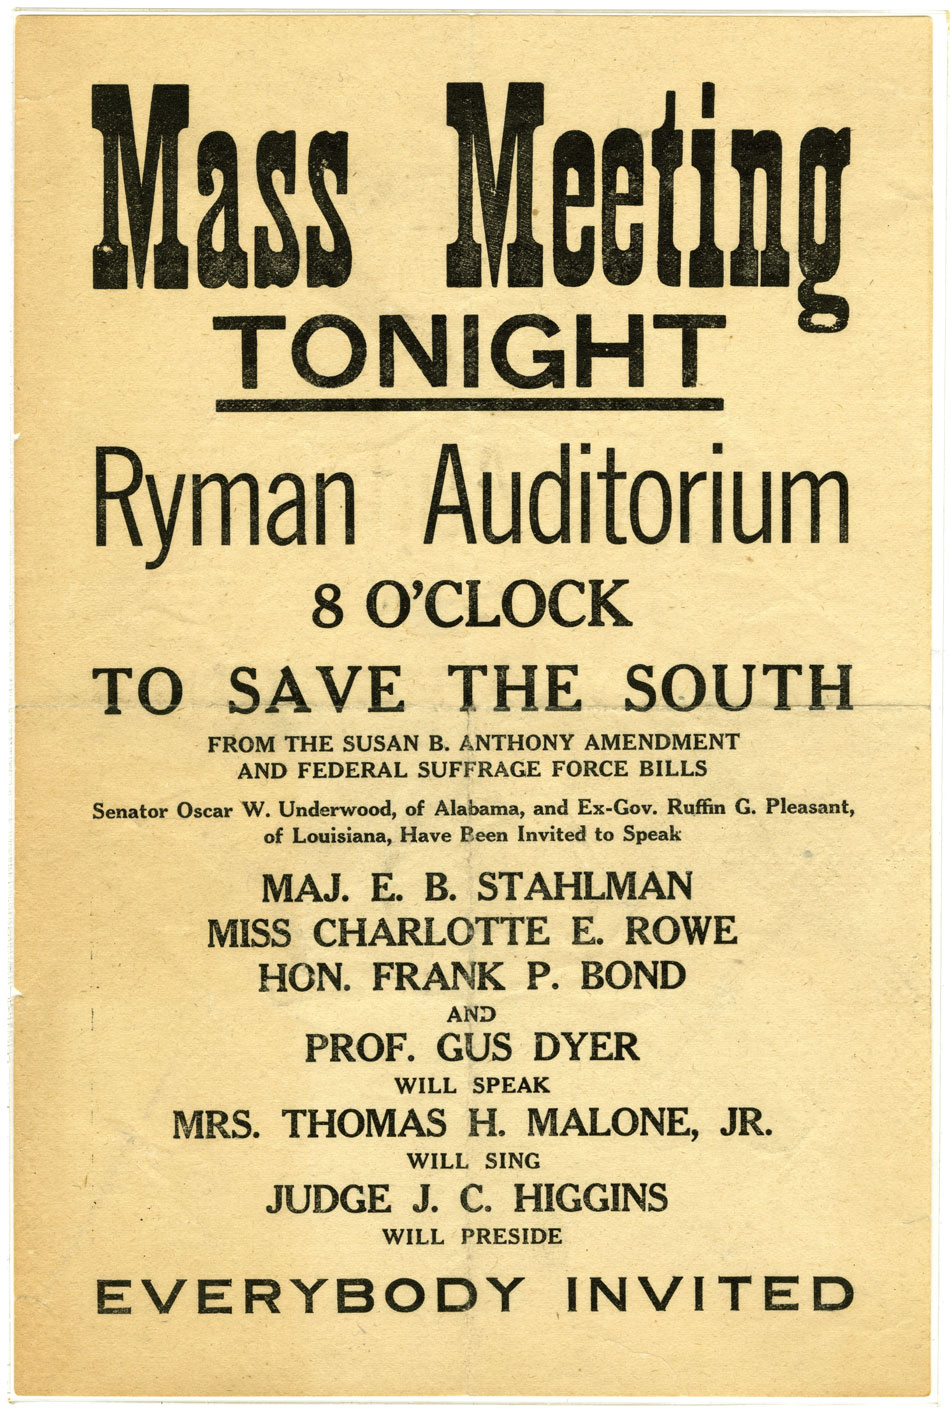 Mass Meeting
TONIGHT
Ryman Auditorium
8 O'CLOCK
TO SAVE THE SOUTH
FROM THE SUSAN B. ANTHONY AMENDMENT
AND FEDERAL SUFFRAGE FORCE BILLS
Senator Oscar W. Underwood, of Alabama, and Ex-Gov. Ruffin G. Pleasant,
of Louisiana, Have Been Invited to Speak
MAJ. E. B. STAHLMAN
MISS CHARLOTTE E. ROWE
HON. FRANK P. BOND
AND
PROF. GUS DYER
WILL SPEAK
MRS. THOMAS H. MALONE, JR.
WILL SING
JUDGE J. C. HIGGINS
WILL PRESIDE
EVERYBODY INVITED